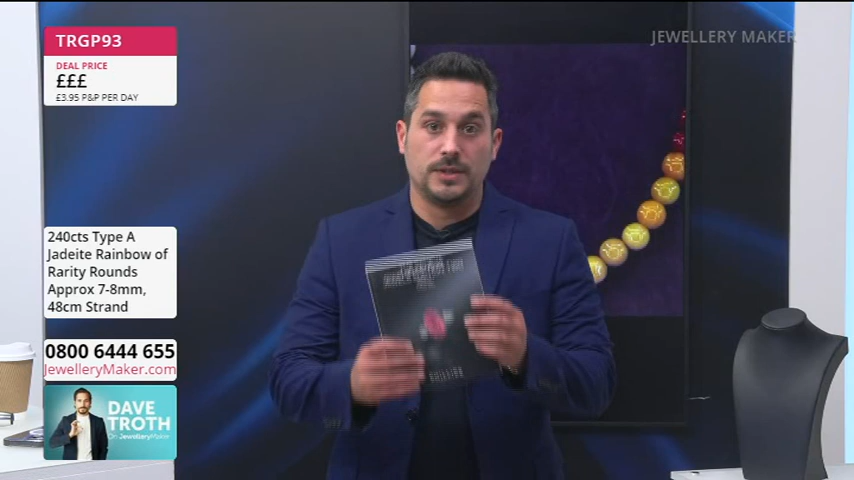 TRGP93
DEAL PRICE
£££
£3.95 P&P PER DAY
JEWELLERY MAKER
240cts Type A
Jadeite Rainbow of
Rarity Rounds
Approx 7-8mm,
48cm Strand
0800 6444 655
JewelleryMaker.com
DAVE
TROTH
On JewelleryMaker